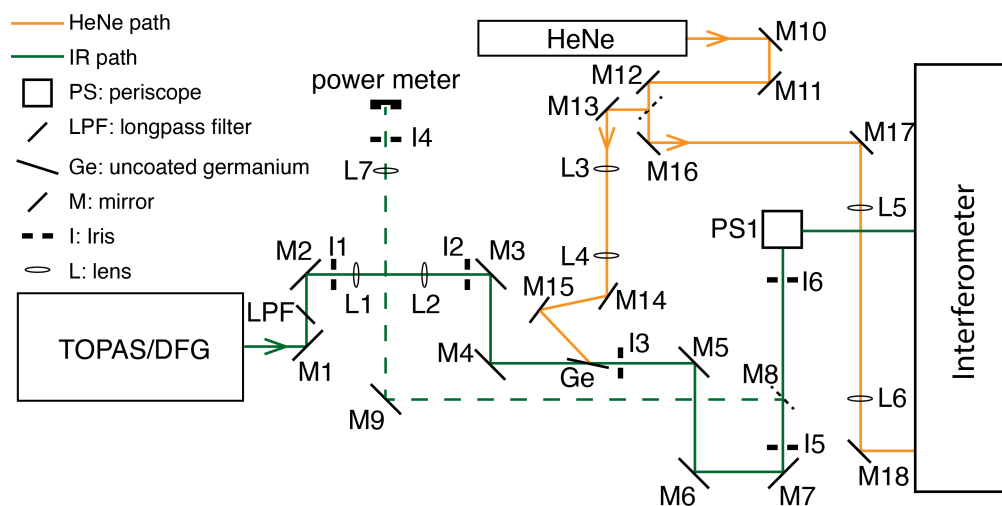 HeNe path
IR path
PS: periscope
LPF: longpass filter
Ge: uncoated germanium
M: mirror
I: Iris
L: lens
HeNe
M10
M11
M12
M13
M16
M17
power meter
I4
L7
L3
L5
PS1
L4
M2
I1
I2
M3
M15
M14
I6
LPF
L1
L2
TOPAS/DFG
M1
M4
Ge
I3
M5
M8
L6
M9
I5
M6
M7
M18
Interferometer